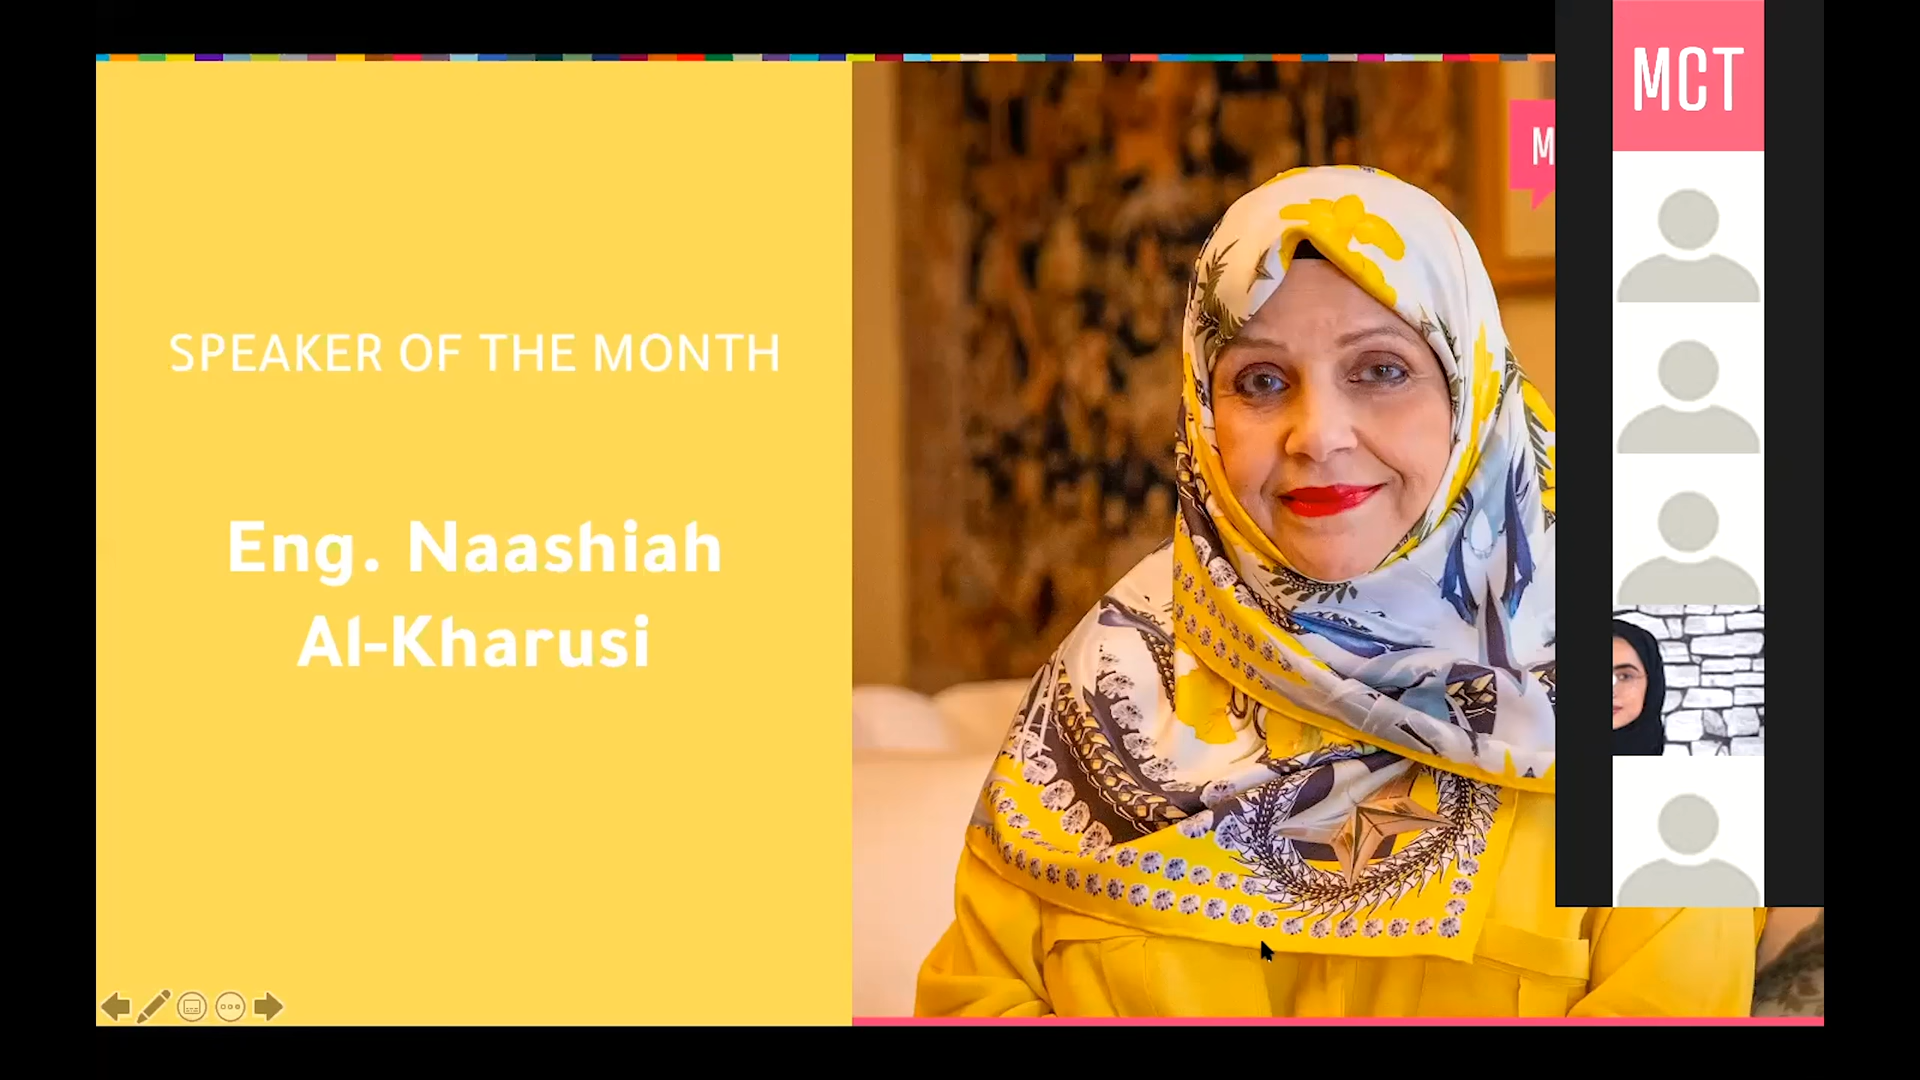 SPEAKER OF THE MONTH
Eng. Naashiah
Al-Kharusi
M
MCT